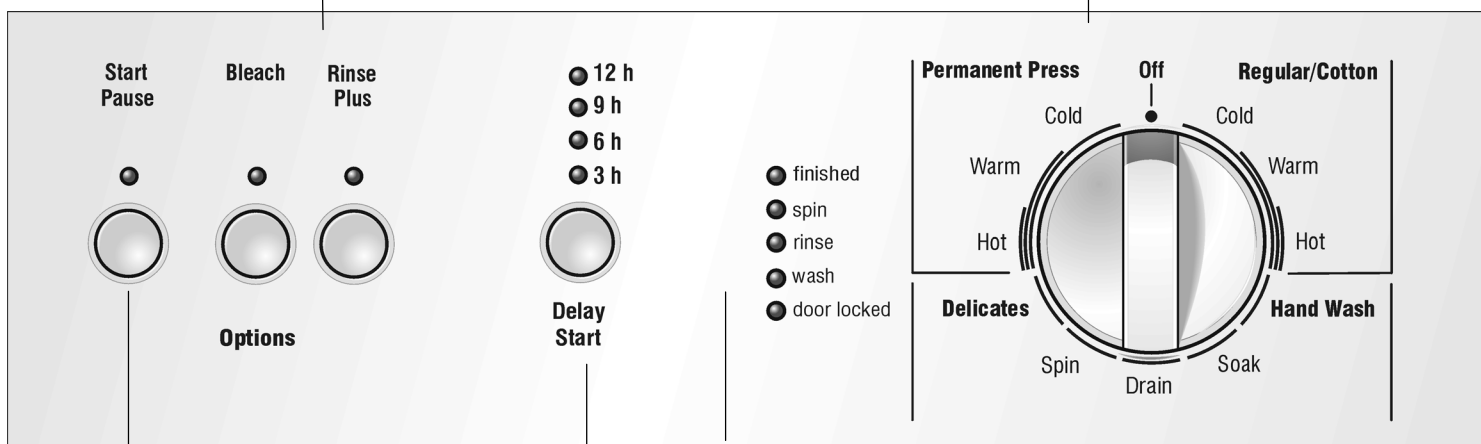 Start
Pause
Bleach
Rinse
Plus
Options
12 h
9 h
6 h
3 h
Delay
Start
finished
spin
rinse
wash
door locked
Permanent Press
Off
Regular/Cotton
Cold
Cold
Warm
Warm
Hot
Hot
Delicates
Hand Wash
Spin
Drain
Soak